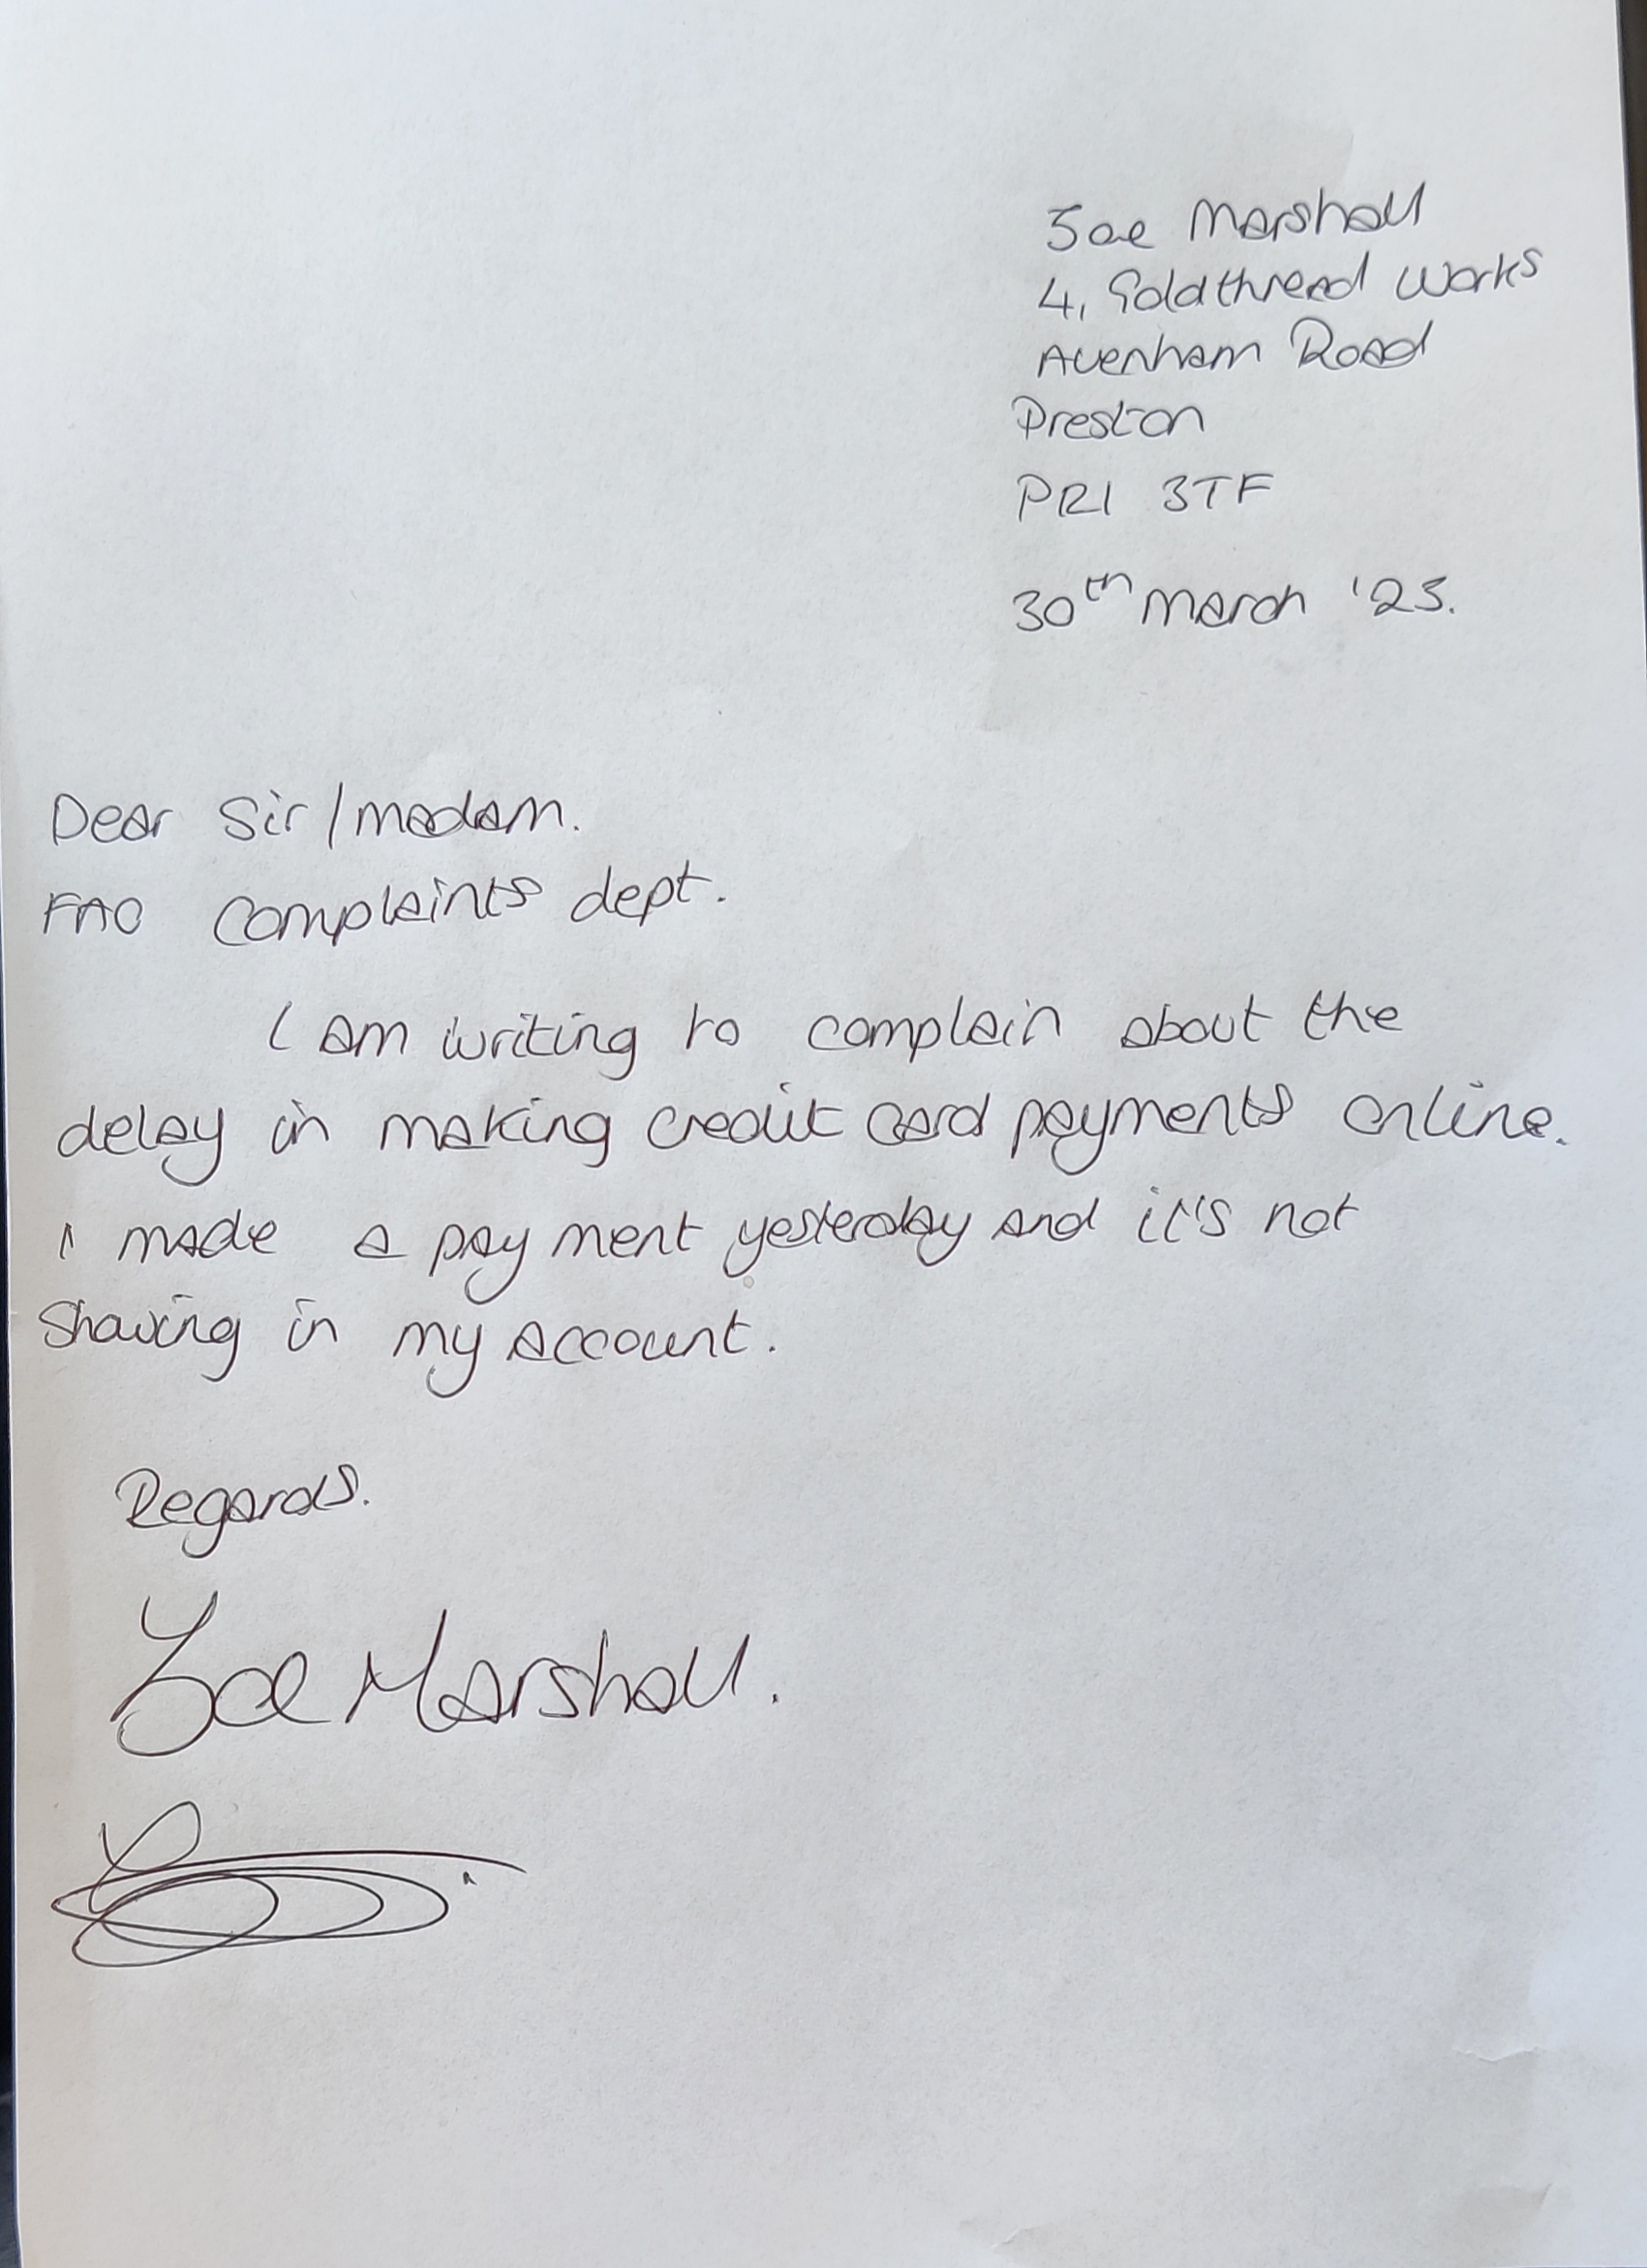 Zoe Marshall
4, Goldthread Works
Avenham Road
Preston
PR1 3TF
30th March '23.
Dear Sir/madam.
FAO Complaints dept.
I am writing to complain about the
delay in making credit card payments online.
I made a payment yesterday and it's not
showing in my account.
Regards.
Zoe Marshall.